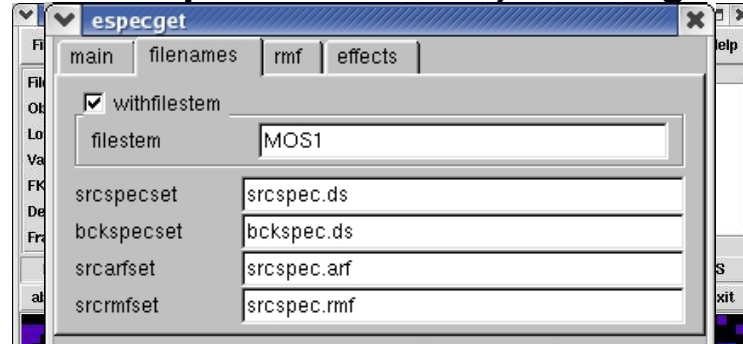 especget
main filenames rmf effects
withfilestem
filestem MOS1
srcspecset srcspec.ds
bckspecset bckspec.ds
srcarfset srcspec.arf
srcrmfset srcspec.rmf